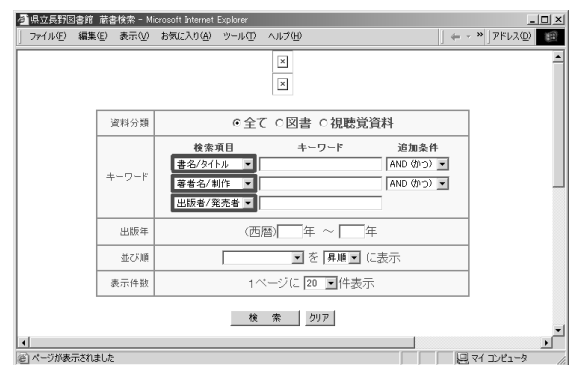 県立長野図書館 蔵書検索 - Microsoft Internet Explorer
ファイル(F) 編集(E) 表示(V) お気に入り(A) ツール(T) ヘルプ(H) » アドレス(D)
資料分類 全て 図書 視聴覚資料
検索項目 キーワード 追加条件
キーワード
書名/タイトル AND (かつ)
著者名/制作 AND (かつ)
出版者/発売者
出版年 (西暦) 年 ～ 年
並び順 を 昇順 に表示
表示件数 1ページに 20 件表示
検 索 クリア
ページが表示されました マイ コンピュータ